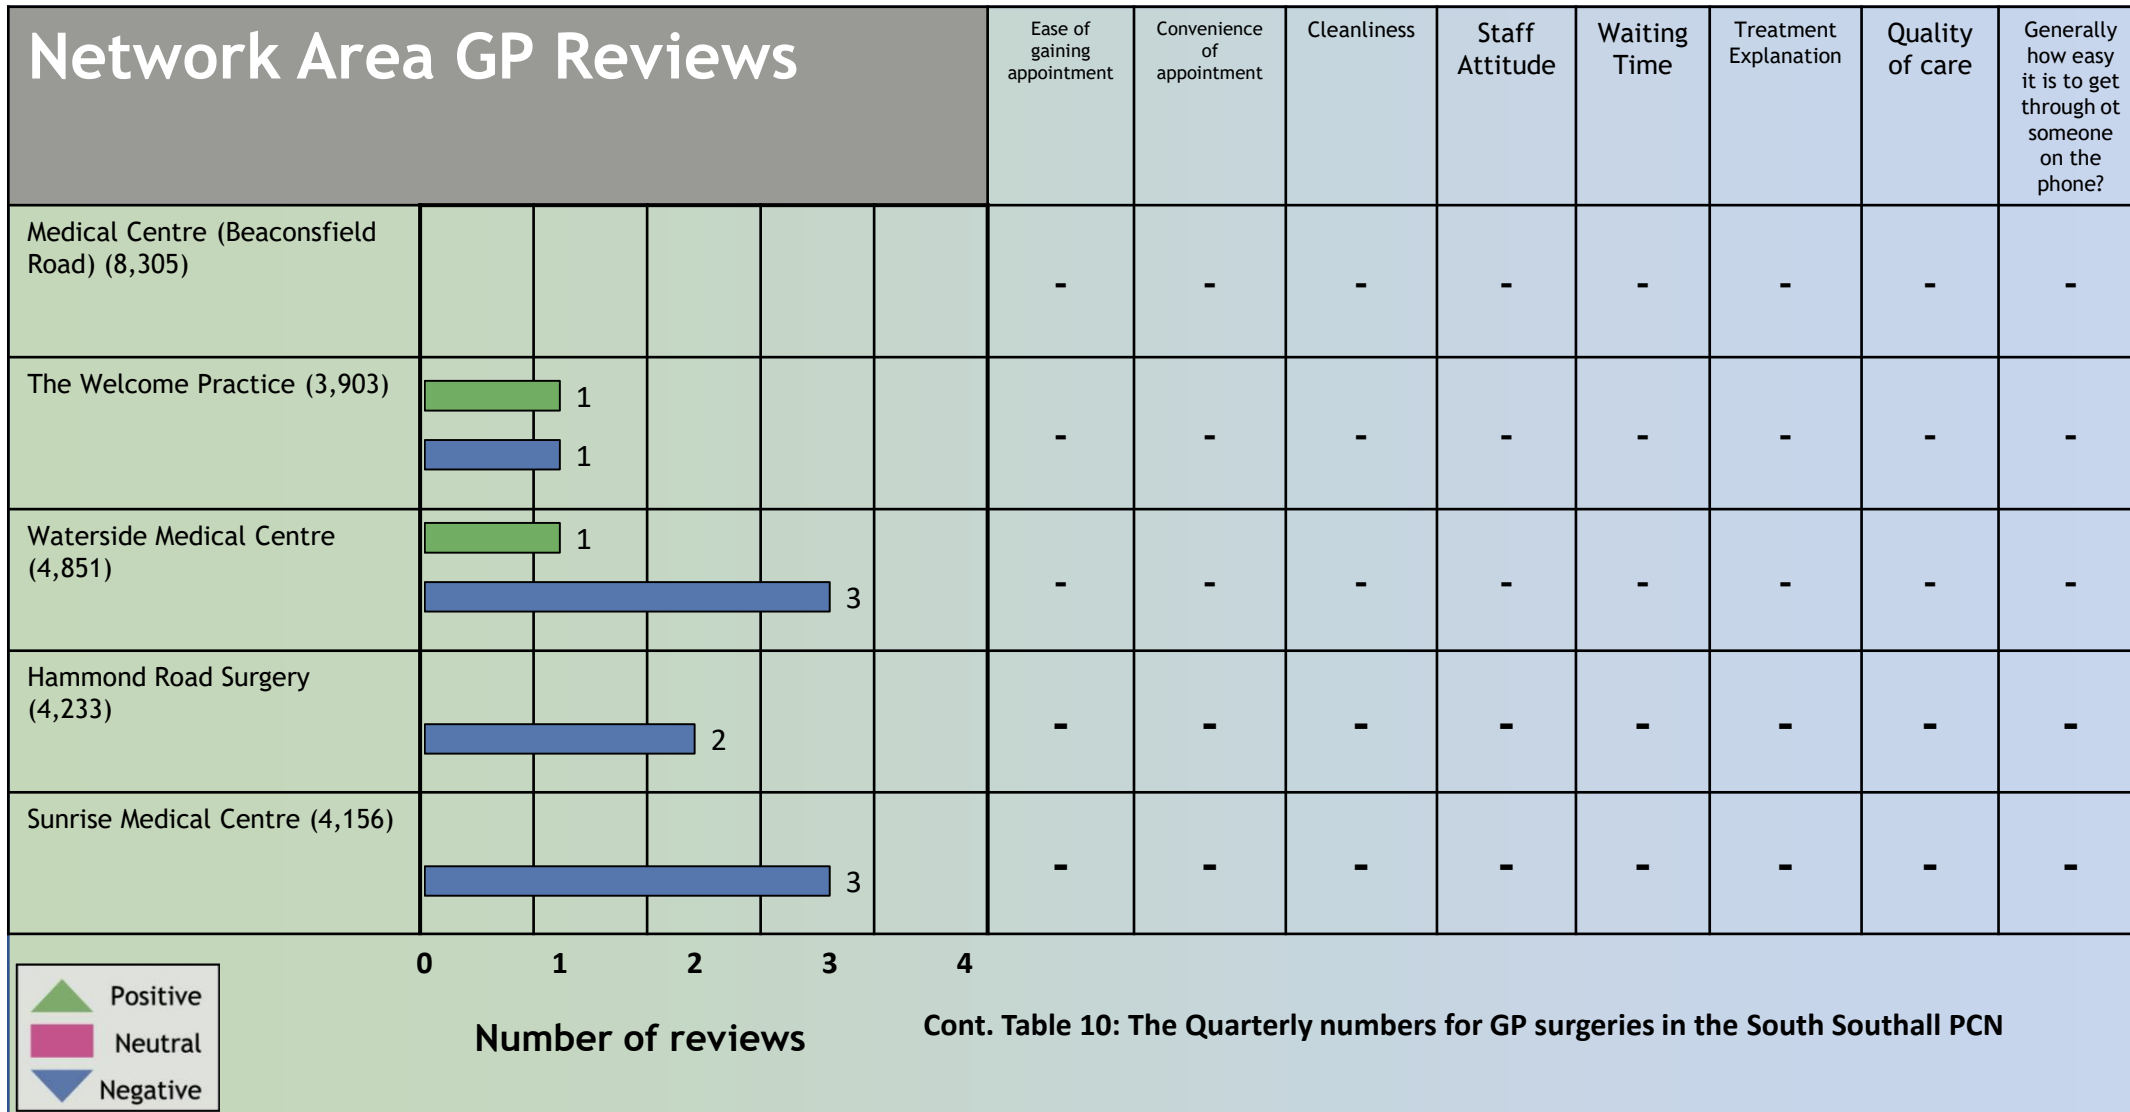 Network Area GP Reviews
Ease of
gaining
appointment
Convenience
of
appointment
Cleanliness
Staff
Attitude
Waiting
Time
Treatment
Explanation
Quality
of care
Generally
how easy
it is to get
through ot
someone
on the
phone?
Medical Centre (Beaconsfield
Road) (8,305)
- - - - - - - -
The Welcome Practice (3,903)
1
1
- - - - - - - -
Waterside Medical Centre
(4,851)
1
3
- - - - - - - -
Hammond Road Surgery
(4,233)
2
- - - - - - - -
Sunrise Medical Centre (4,156)
3
- - - - - - - -
0 1 2 3 4
Number of reviews
Positive
Neutral
Negative
Cont. Table 10: The Quarterly numbers for GP surgeries in the South Southall PCN